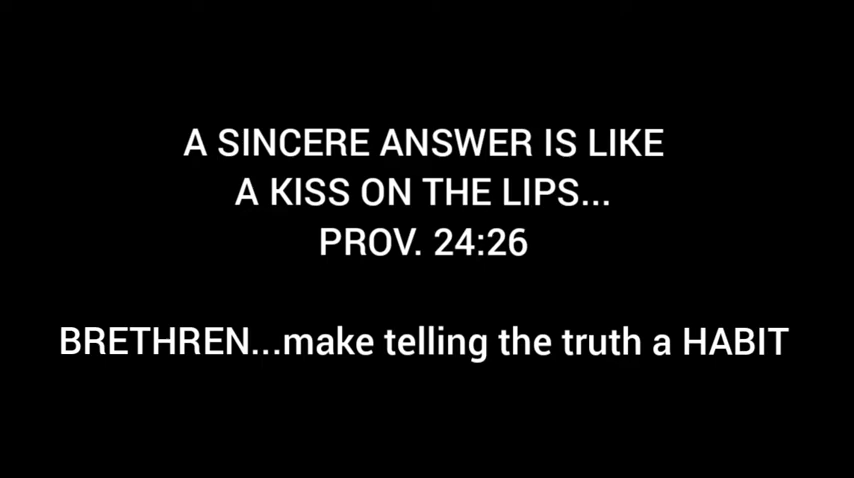 A SINCERE ANSWER IS LIKE
A KISS ON THE LIPS...
PROV. 24:26
BRETHREN...make telling the truth a HABIT